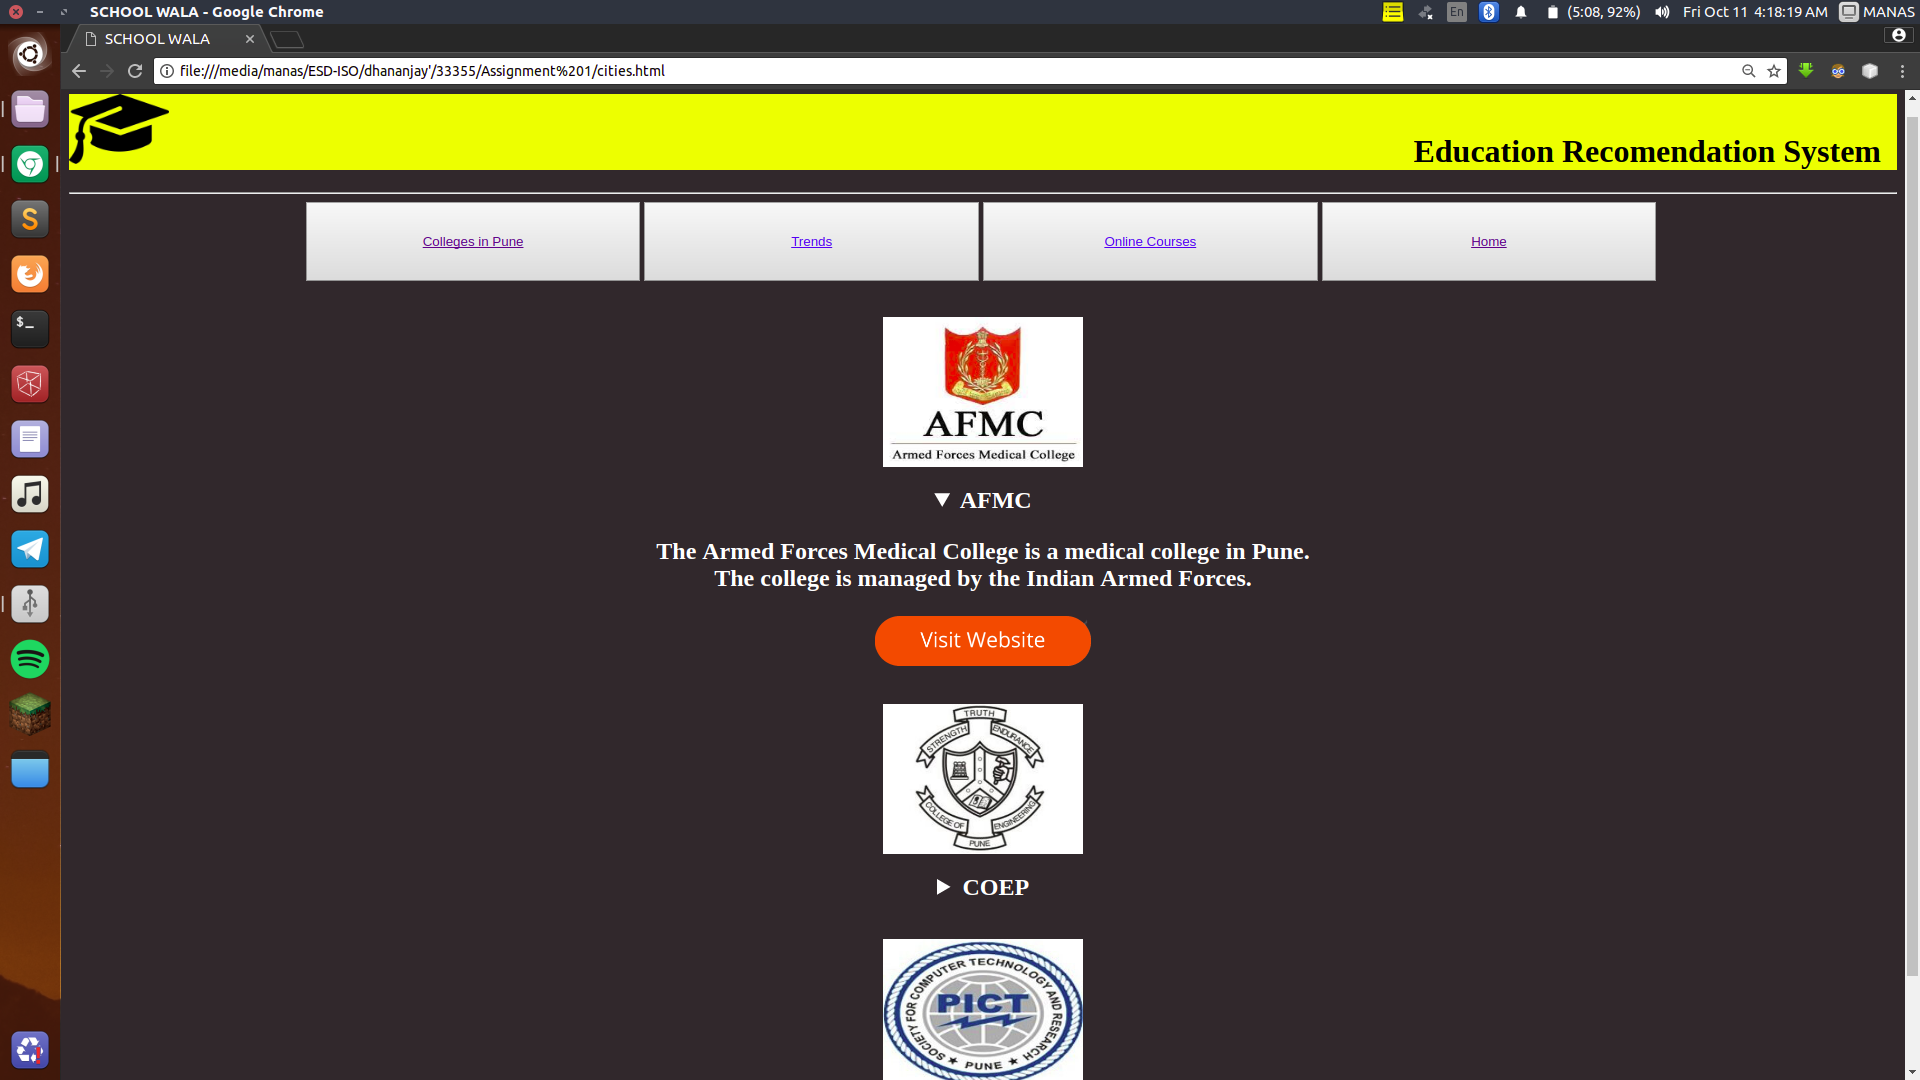 SCHOOL WALA - Google Chrome
En
(5:08, 92%)
Fri Oct 11 4:18:19 AM
MANAS
SCHOOL WALA
file:///media/manas/ESD-ISO/dhananjay'/33355/Assignment%201/cities.html
Education Recomendation System
Colleges in Pune
Trends
Online Courses
Home
AFMC
Armed Forces Medical College
▼ AFMC
The Armed Forces Medical College is a medical college in Pune.
The college is managed by the Indian Armed Forces.
Visit Website
TRUTH
STRENGTH
ENDURANCE
COLLEGE OF
ENGINEERING
PUNE
▶ COEP
SOCIETY FOR COMPUTER TECHNOLOGY AND RESEARCH
PICT
★ PUNE ★